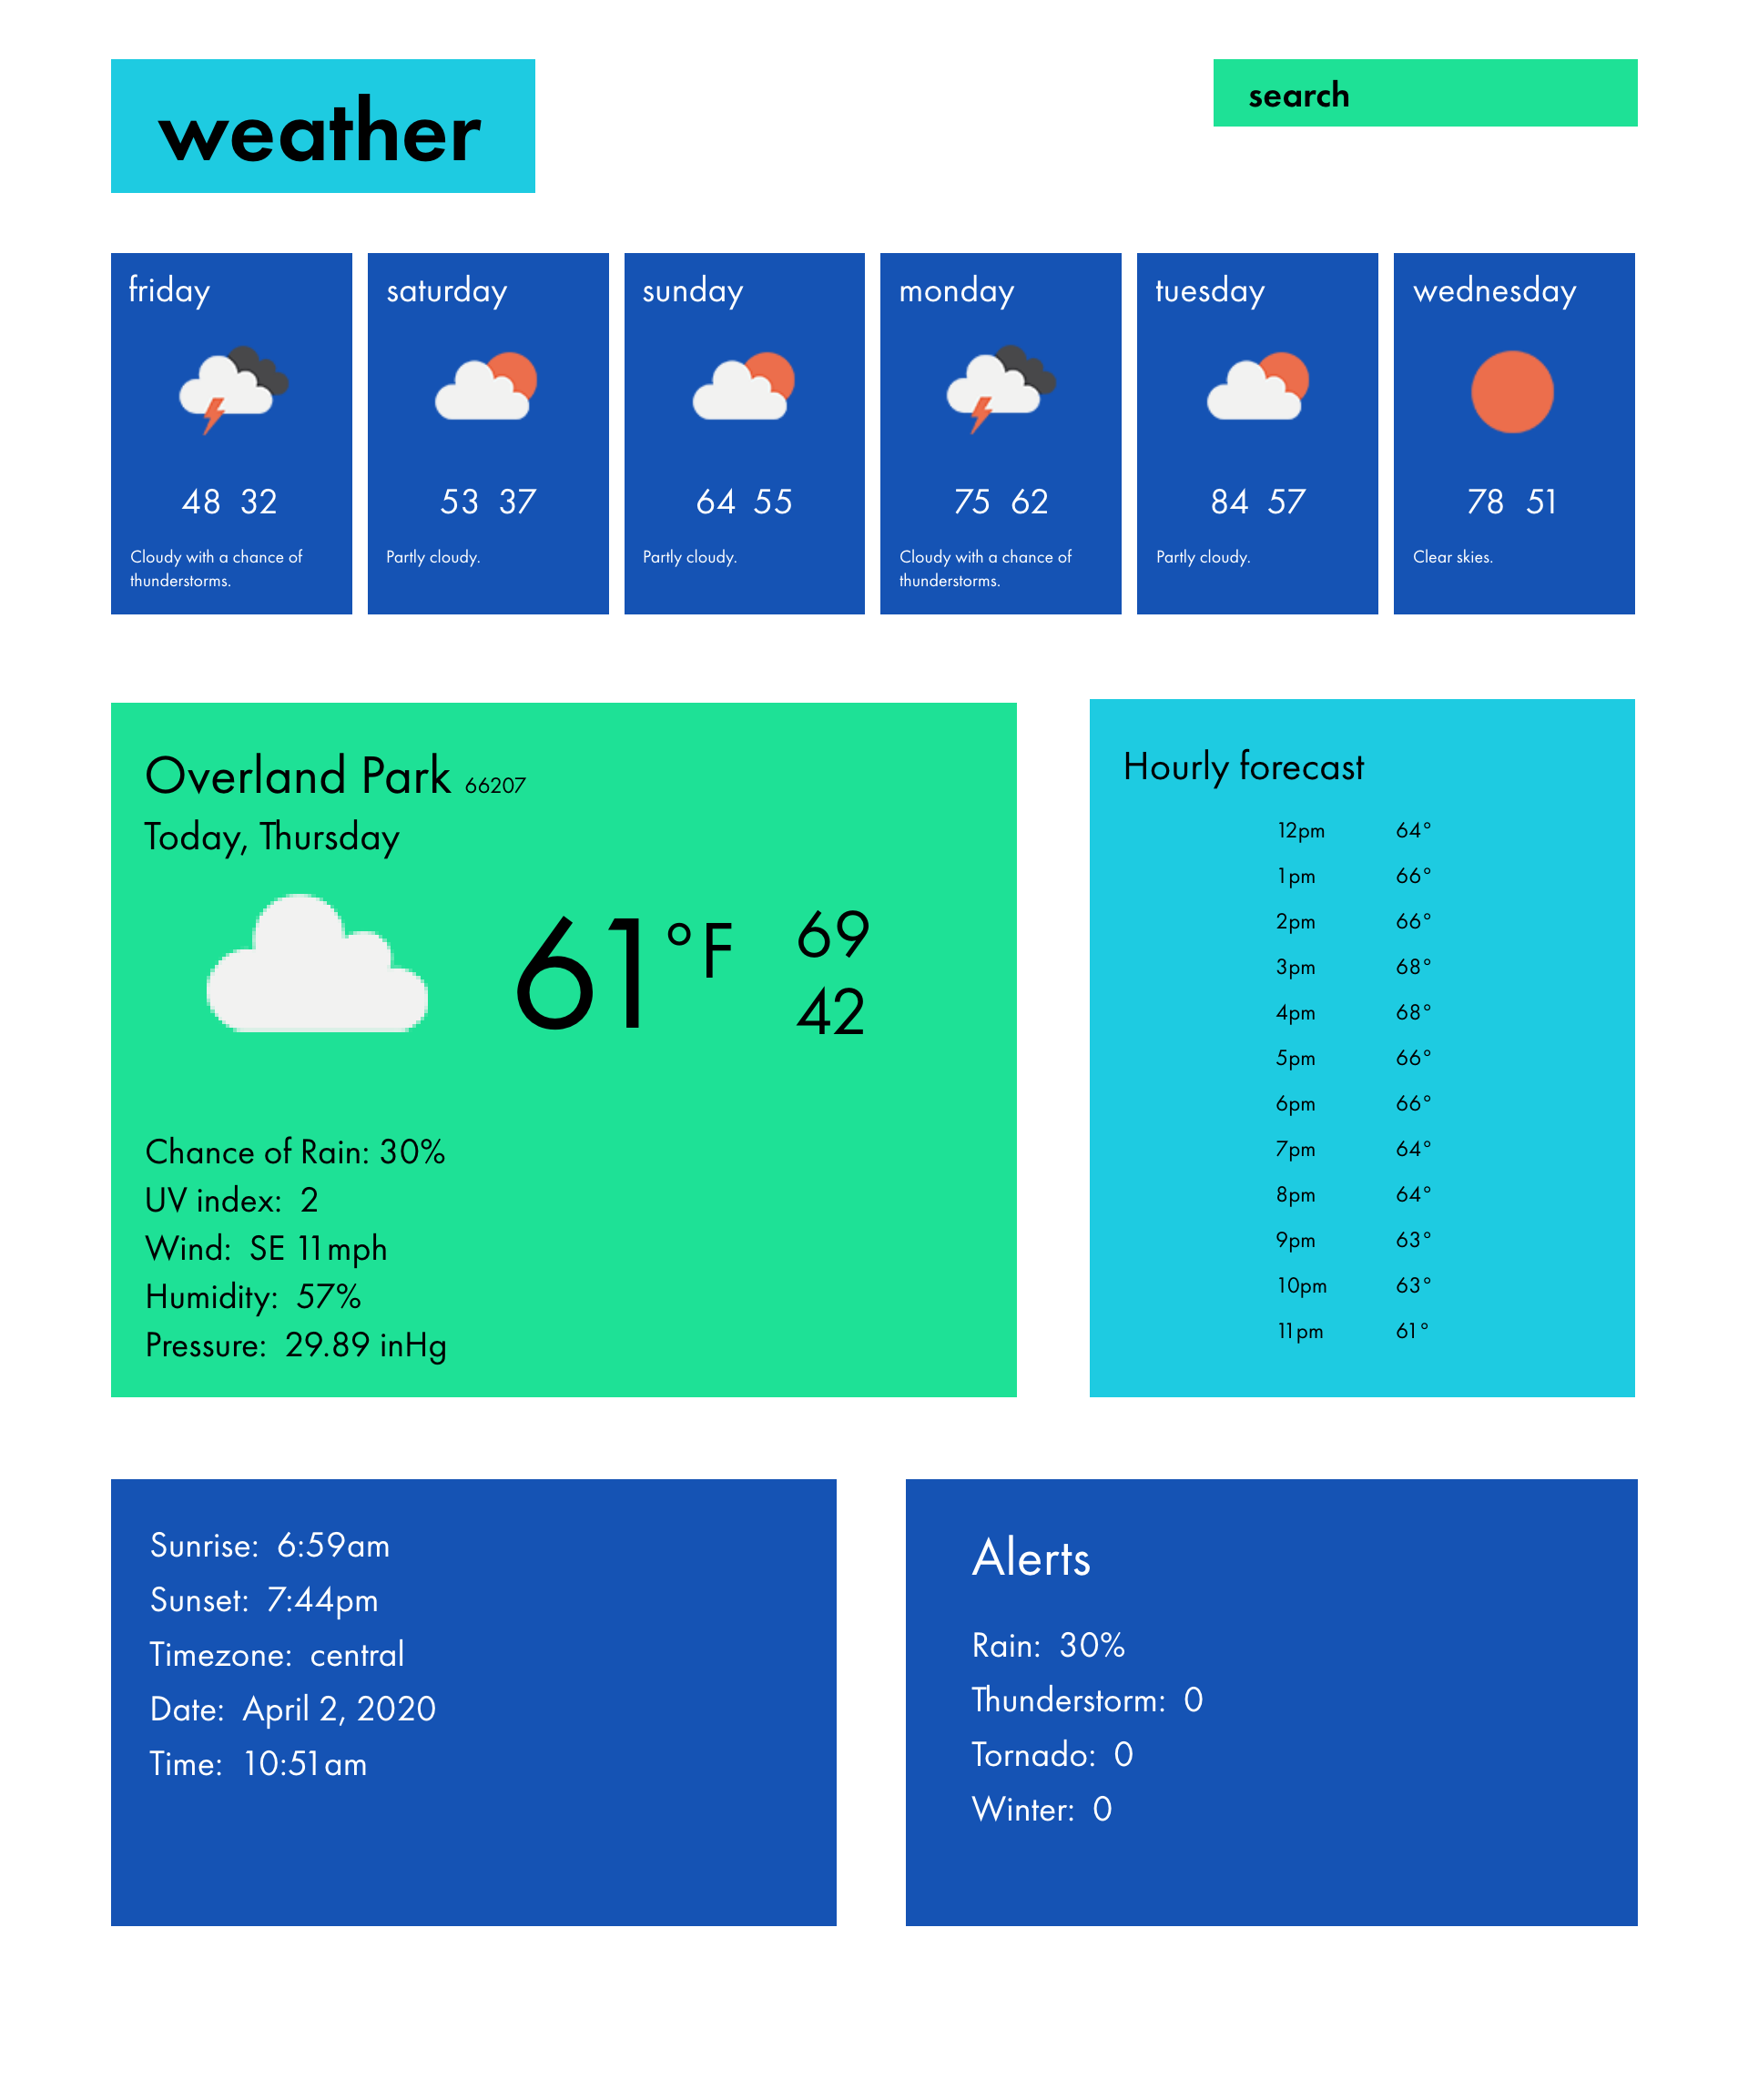 weather
search
friday
48 32
Cloudy with a chance of
thunderstorms.
saturday
53 37
Partly cloudy.
sunday
64 55
Partly cloudy.
monday
75 62
Cloudy with a chance of
thunderstorms.
tuesday
84 57
Partly cloudy.
wednesday
78 51
Clear skies.
Overland Park 66207
Today, Thursday
61°F
69
42
Chance of Rain: 30%
UV index: 2
Wind: SE 11mph
Humidity: 57%
Pressure: 29.89 inHg
Hourly forecast
12pm 64°
1pm 66°
2pm 66°
3pm 68°
4pm 68°
5pm 66°
6pm 66°
7pm 64°
8pm 64°
9pm 63°
10pm 63°
11pm 61°
Sunrise: 6:59am
Sunset: 7:44pm
Timezone: central
Date: April 2, 2020
Time: 10:51am
Alerts
Rain: 30%
Thunderstorm: 0
Tornado: 0
Winter: 0